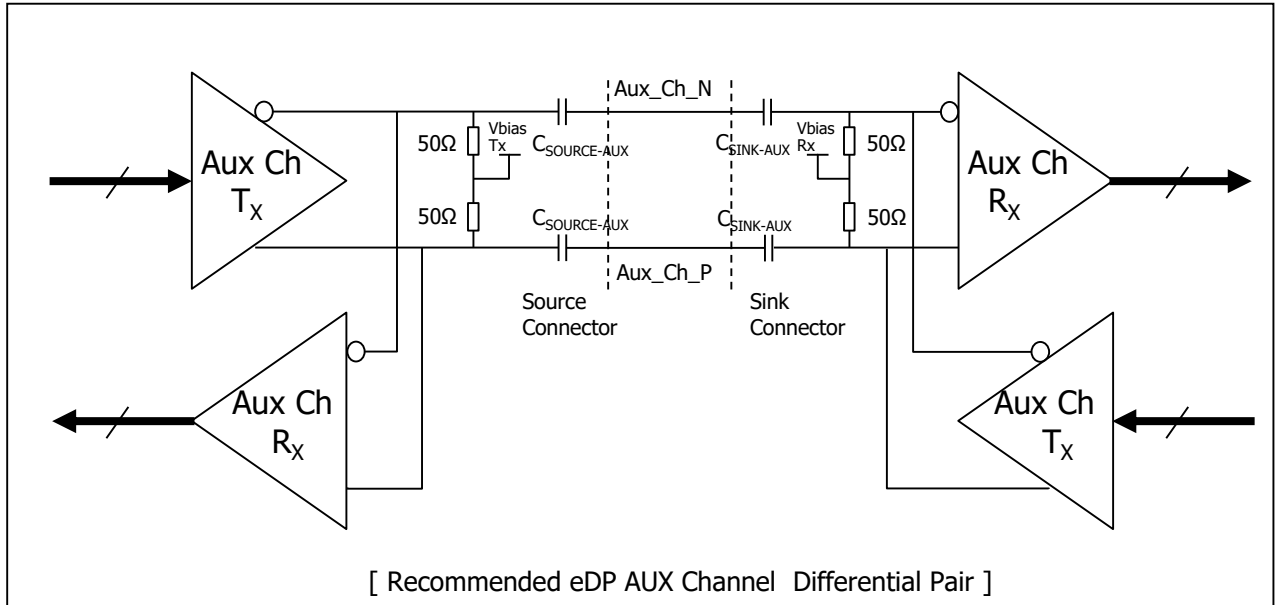 Aux_Ch_N
Aux Ch
TX
50Ω
Vbias
Tx
CSOURCE-AUX
CSINK-AUX
Vbias
Rx
50Ω
Aux Ch
RX
50Ω
CSOURCE-AUX
CSINK-AUX
50Ω
Aux_Ch_P
Source
Connector
Sink
Connector
Aux Ch
RX
Aux Ch
TX
[ Recommended eDP AUX Channel Differential Pair ]